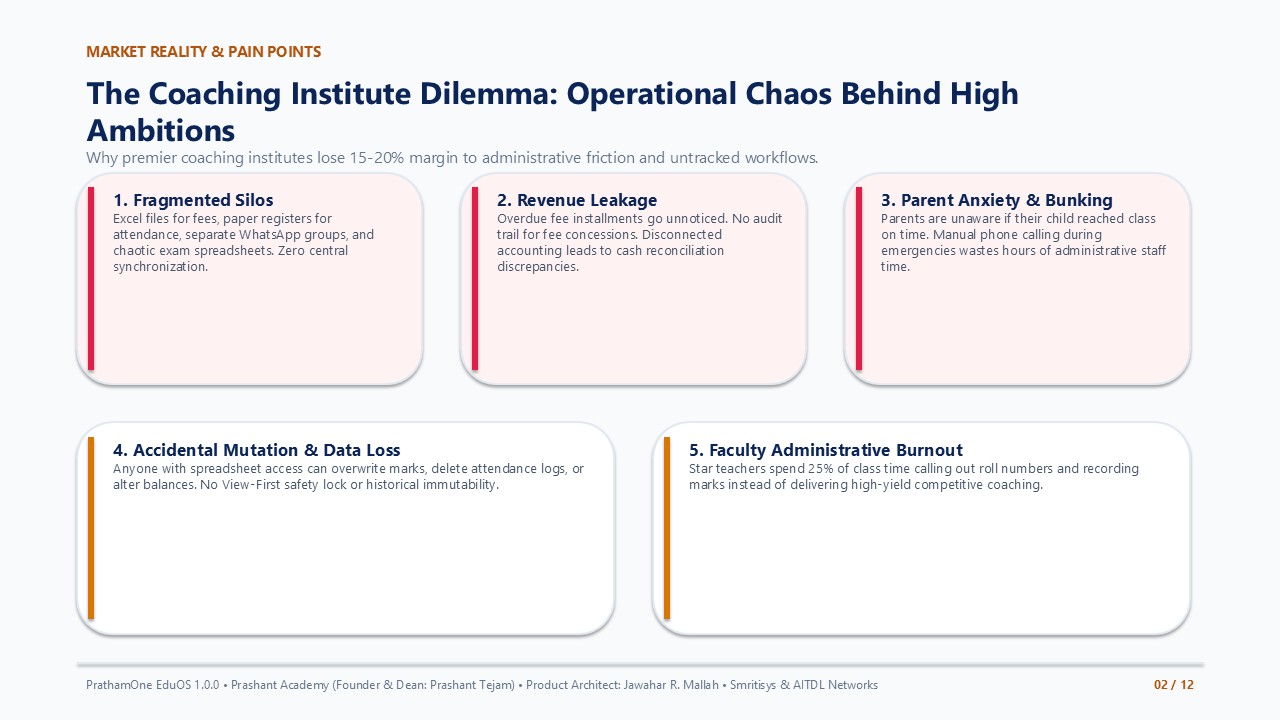 MARKET REALITY & PAIN POINTS
The Coaching Institute Dilemma: Operational Chaos Behind High
Ambitions
Why premier coaching institutes lose 15-20% margin to administrative friction and untracked workflows.
1. Fragmented Silos
Excel files for fees, paper registers for
attendance, separate WhatsApp groups, and
chaotic exam spreadsheets. Zero central
synchronization.
2. Revenue Leakage
Overdue fee installments go unnoticed. No audit
trail for fee concessions. Disconnected
accounting leads to cash reconciliation
discrepancies.
3. Parent Anxiety & Bunking
Parents are unaware if their child reached class
on time. Manual phone calling during
emergencies wastes hours of administrative staff
time.
4. Accidental Mutation & Data Loss
Anyone with spreadsheet access can overwrite marks, delete attendance logs, or
alter balances. No View-First safety lock or historical immutability.
5. Faculty Administrative Burnout
Star teachers spend 25% of class time calling out roll numbers and recording
marks instead of delivering high-yield competitive coaching.
PrathamOne EduOS 1.0.0 • Prashant Academy (Founder & Dean: Prashant Tejam) • Product Architect: Jawahar R. Mallah • Smritisys & AITDL Networks
02 / 12